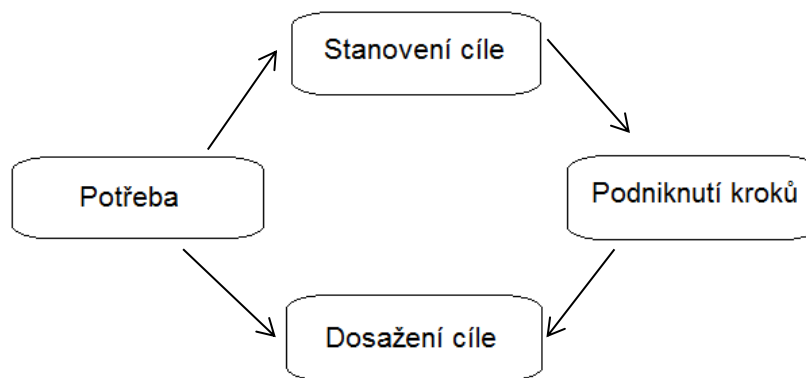 Stanovení cíle
Potřeba
Podniknutí kroků
Dosažení cíle